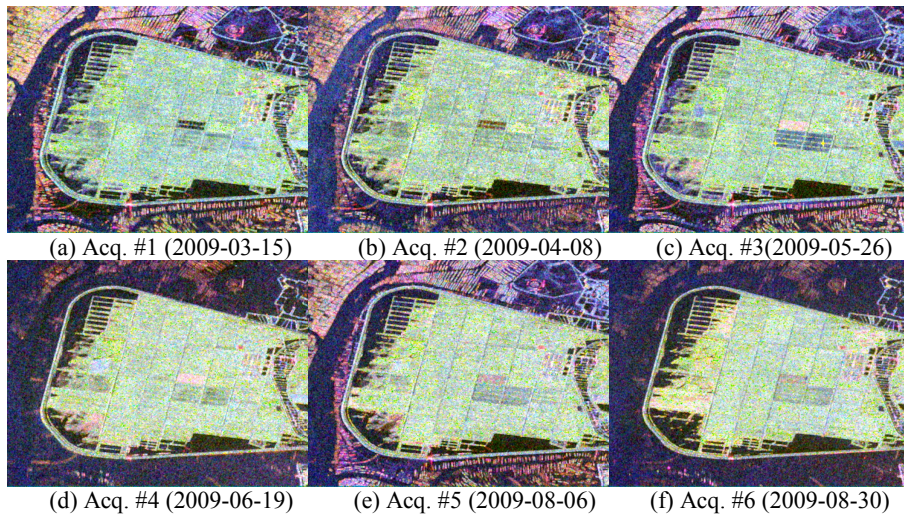 (a) Acq. #1 (2009-03-15)
(b) Acq. #2 (2009-04-08)
(c) Acq. #3(2009-05-26)
(d) Acq. #4 (2009-06-19)
(e) Acq. #5 (2009-08-06)
(f) Acq. #6 (2009-08-30)